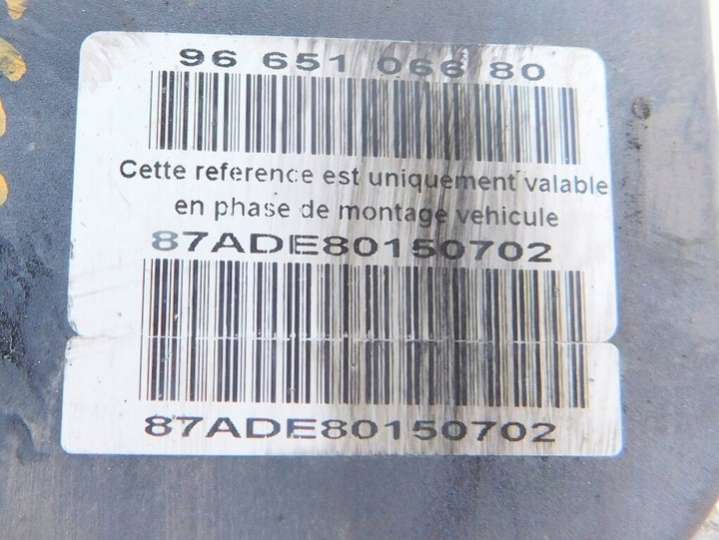 96 651 066 80
Cette reference est uniquement valable
en phase de montage vehicule
87ADE80150702
87ADE80150702